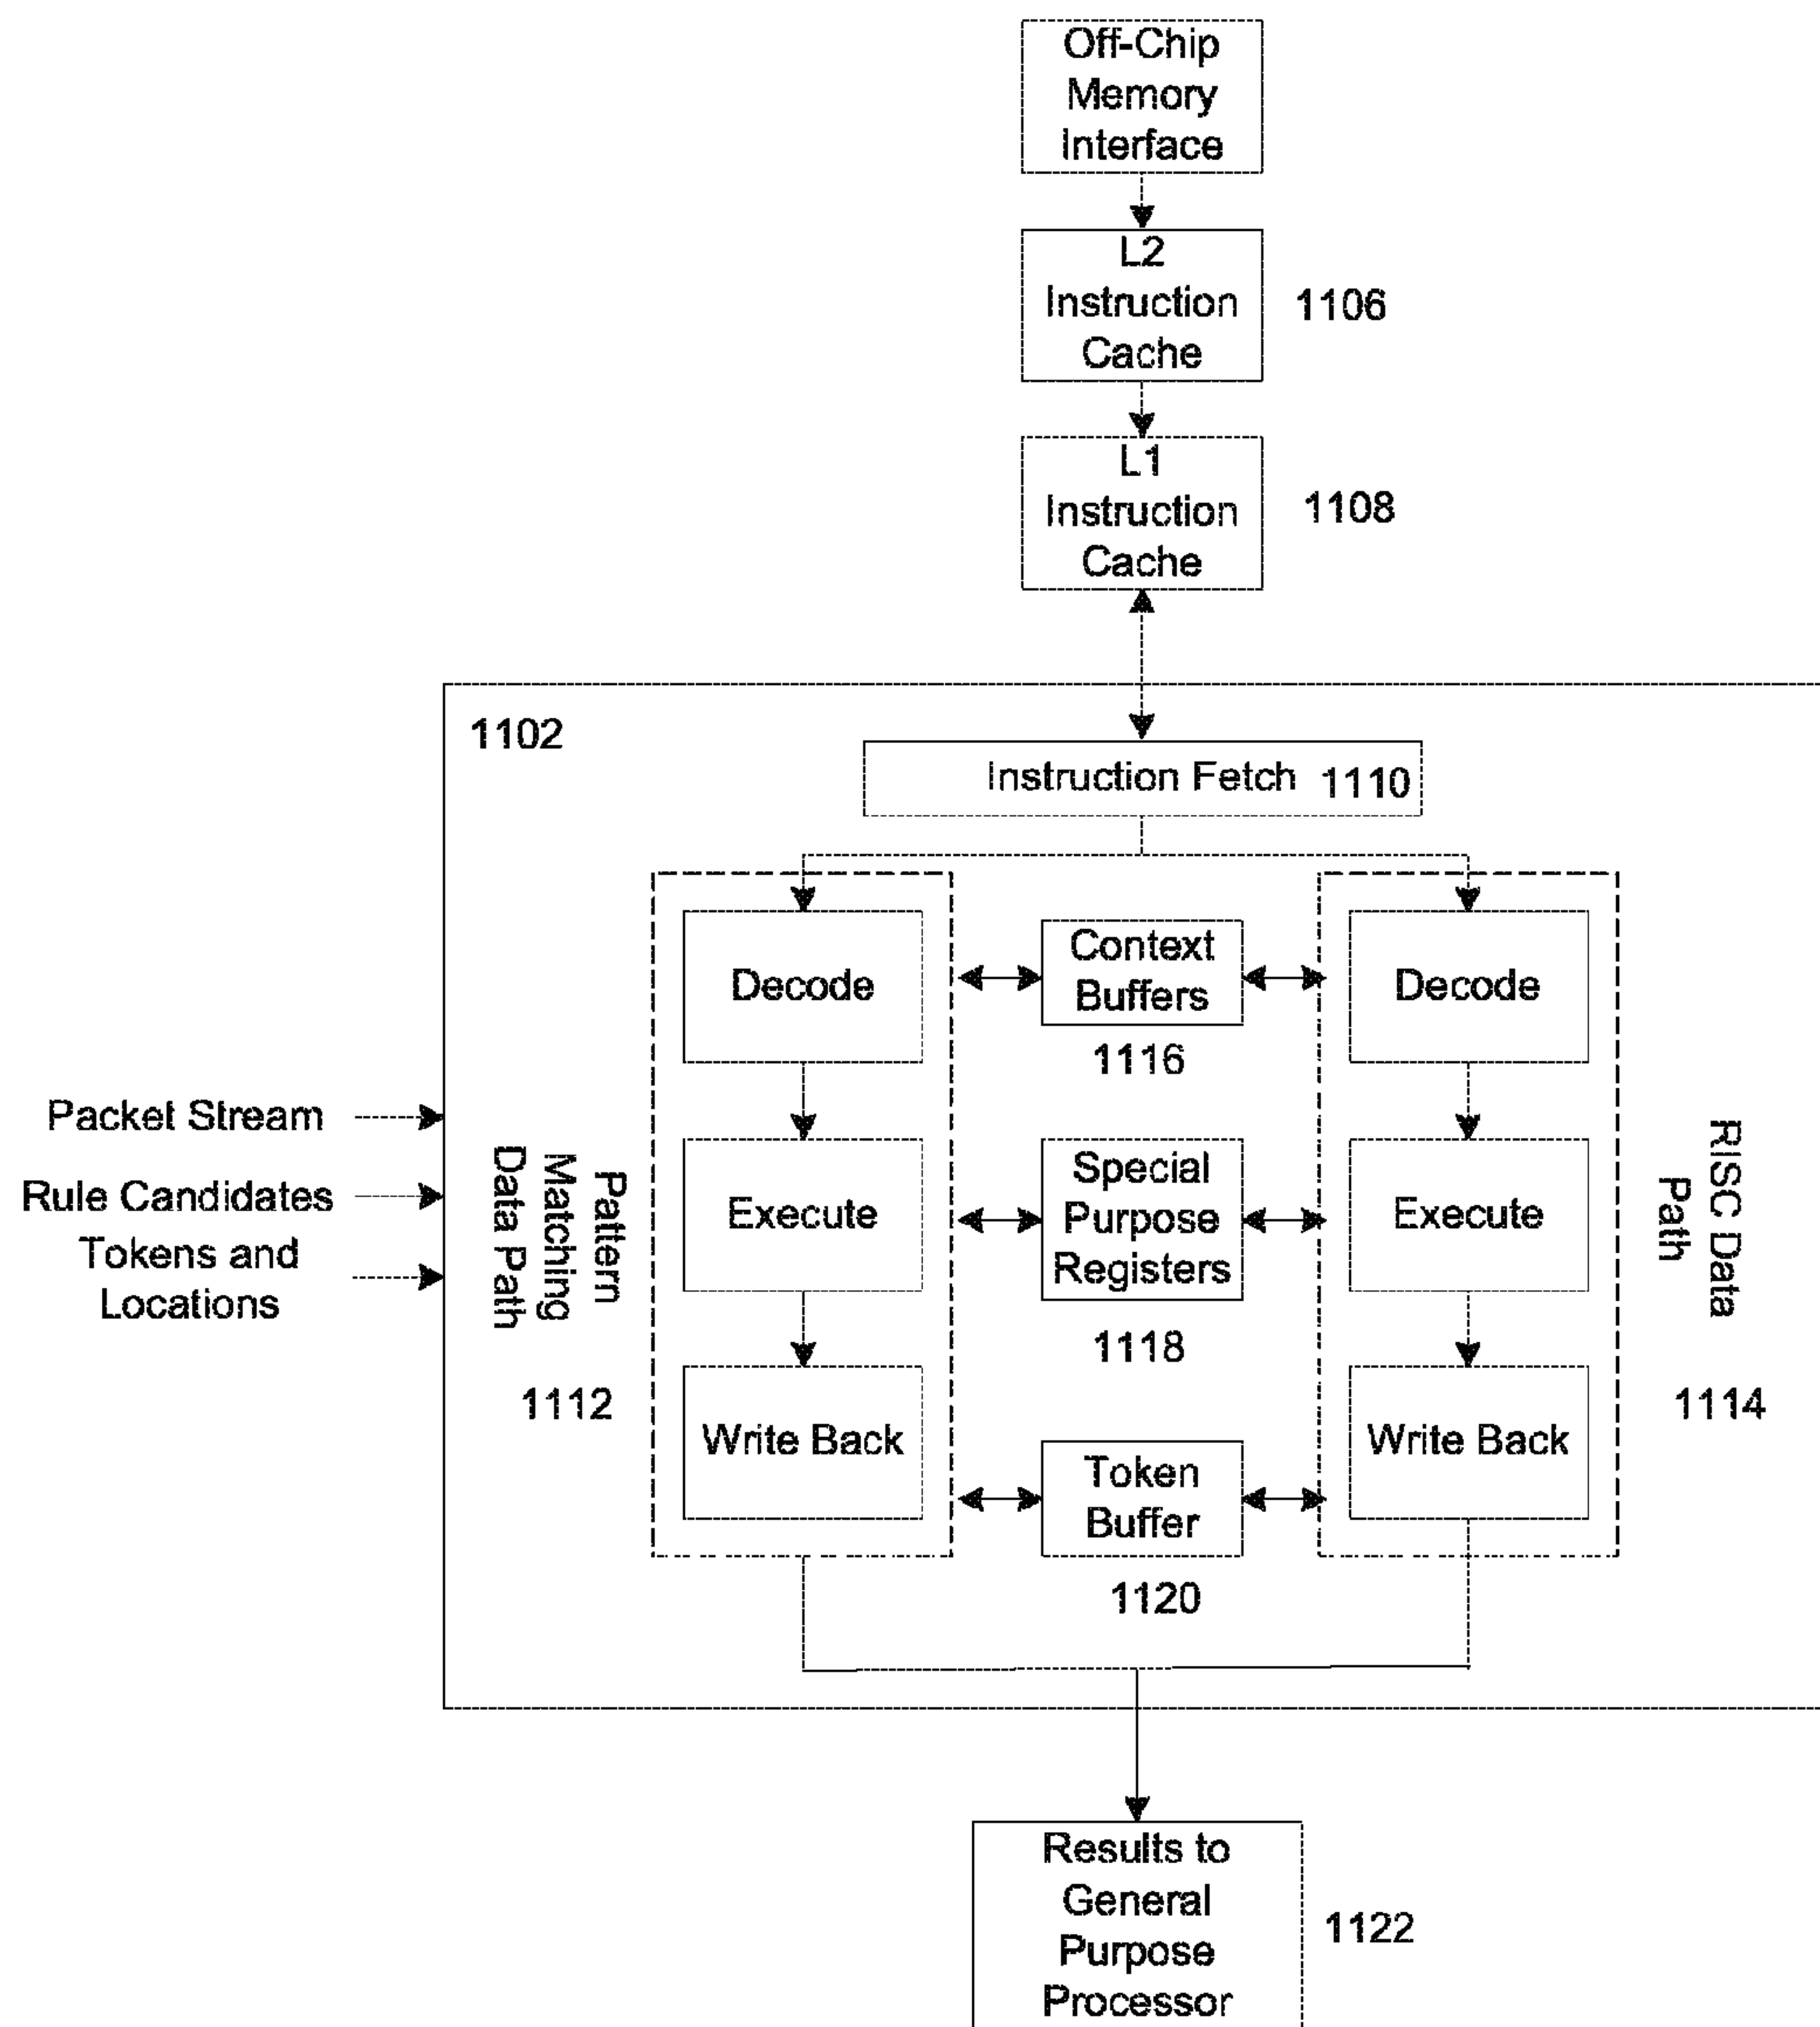 Off-Chip
Memory
Interface
L2
Instruction
Cache
1106
L1
Instruction
Cache
1108
1102
Instruction Fetch 1110
Decode
Context
Buffers
Decode
1116
Packet Stream
Rule Candidates
Tokens and
Locations
Pattern
Matching
Data Path
Execute
Special
Purpose
Registers
Execute
RISC Data
Path
1118
1112
1114
Write Back
Token
Buffer
Write Back
1120
Results to
General
Purpose
Processor
1122